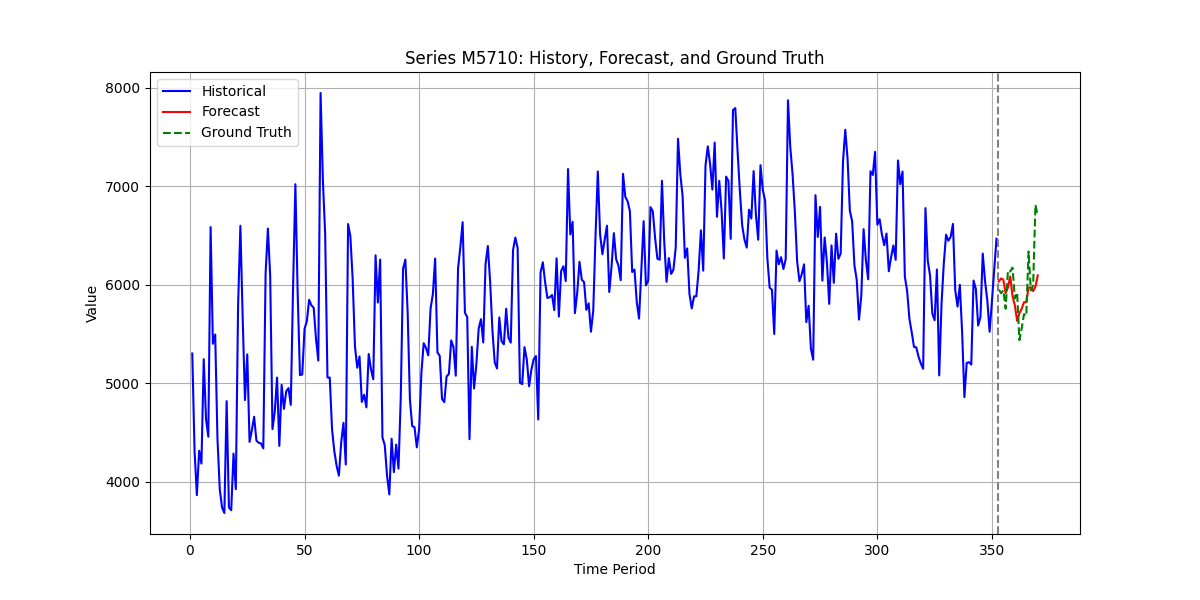 Series M5710: History, Forecast, and Ground Truth
Historical
Forecast
Ground Truth
8000
7000
6000
5000
4000
Value
0 50 100 150 200 250 300 350
Time Period